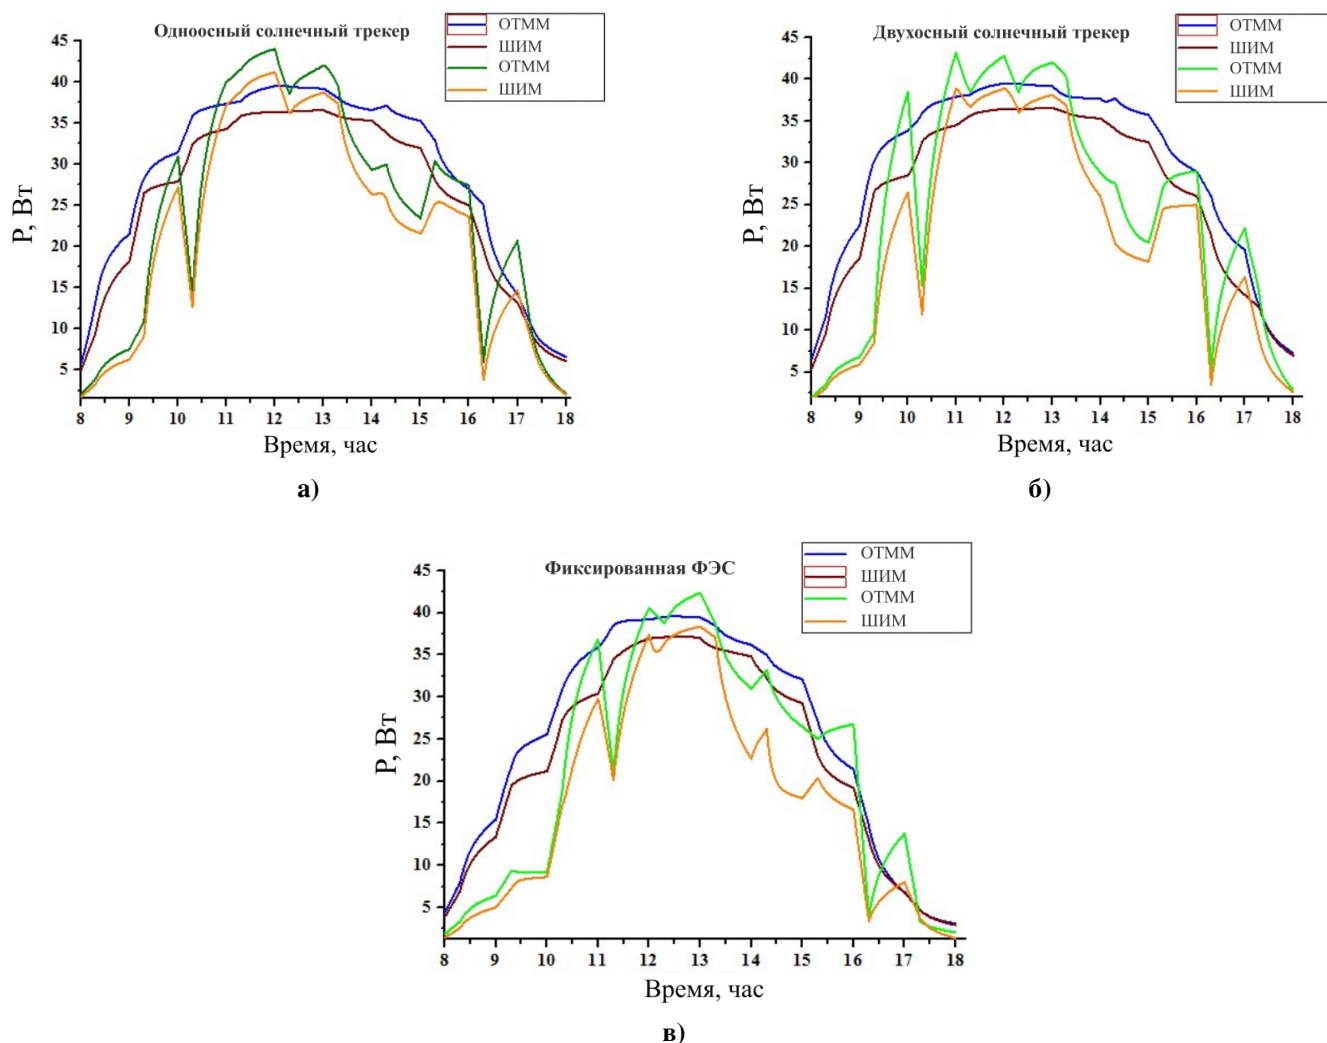 Одноосный солнечный трекер
ОТММ
ШИМ
ОТММ
ШИМ
P, Вт
45
40
35
30
25
20
15
10
5
8 9 10 11 12 13 14 15 16 17 18
Время, час
а)
Двухосный солнечный трекер
ОТММ
ШИМ
ОТММ
ШИМ
P, Вт
45
40
35
30
25
20
15
10
5
8 9 10 11 12 13 14 15 16 17 18
Время, час
б)
Фиксированная ФЭС
ОТММ
ШИМ
ОТММ
ШИМ
P, Вт
45
40
35
30
25
20
15
10
5
8 9 10 11 12 13 14 15 16 17 18
Время, час
в)